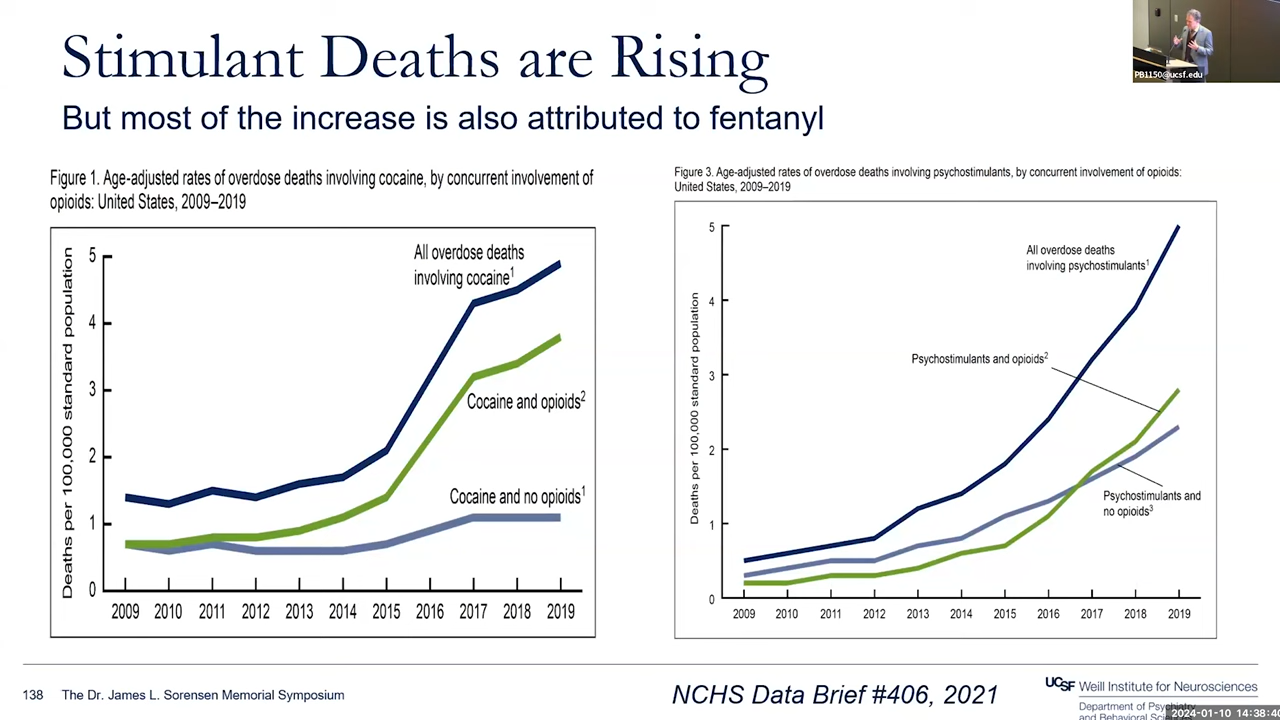 Stimulant Deaths are Rising
PB1150@ucsf.edu
But most of the increase is also attributed to fentanyl
Figure 1. Age-adjusted rates of overdose deaths involving cocaine, by concurrent involvement of
opioids: United States, 2009–2019
Deaths per 100,000 standard population
5
4
3
2
1
0
All overdose deaths
involving cocaine1
Cocaine and opioids2
Cocaine and no opioids1
2009 2010 2011 2012 2013 2014 2015 2016 2017 2018 2019
Figure 3. Age-adjusted rates of overdose deaths involving psychostimulants, by concurrent involvement of opioids:
United States, 2009–2019
Deaths per 100,000 standard population
5
4
3
2
1
0
All overdose deaths
involving psychostimulants1
Psychostimulants and opioids2
Psychostimulants and
no opioids3
2009 2010 2011 2012 2013 2014 2015 2016 2017 2018 2019
138 The Dr. James L. Sorensen Memorial Symposium
NCHS Data Brief #406, 2021
UCSF Weill Institute for Neurosciences
Department of Psychiatry
and Behavioral
2024-01-10 14:38:40